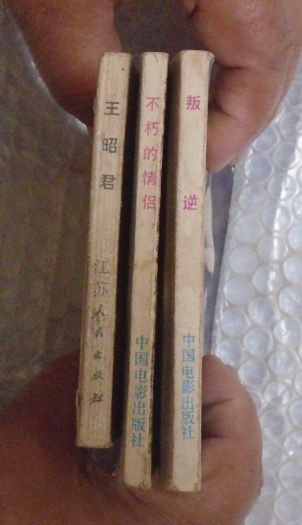 王昭君
江苏人民出版社
不朽的情侣
中国电影出版社
叛逆
中国电影出版社